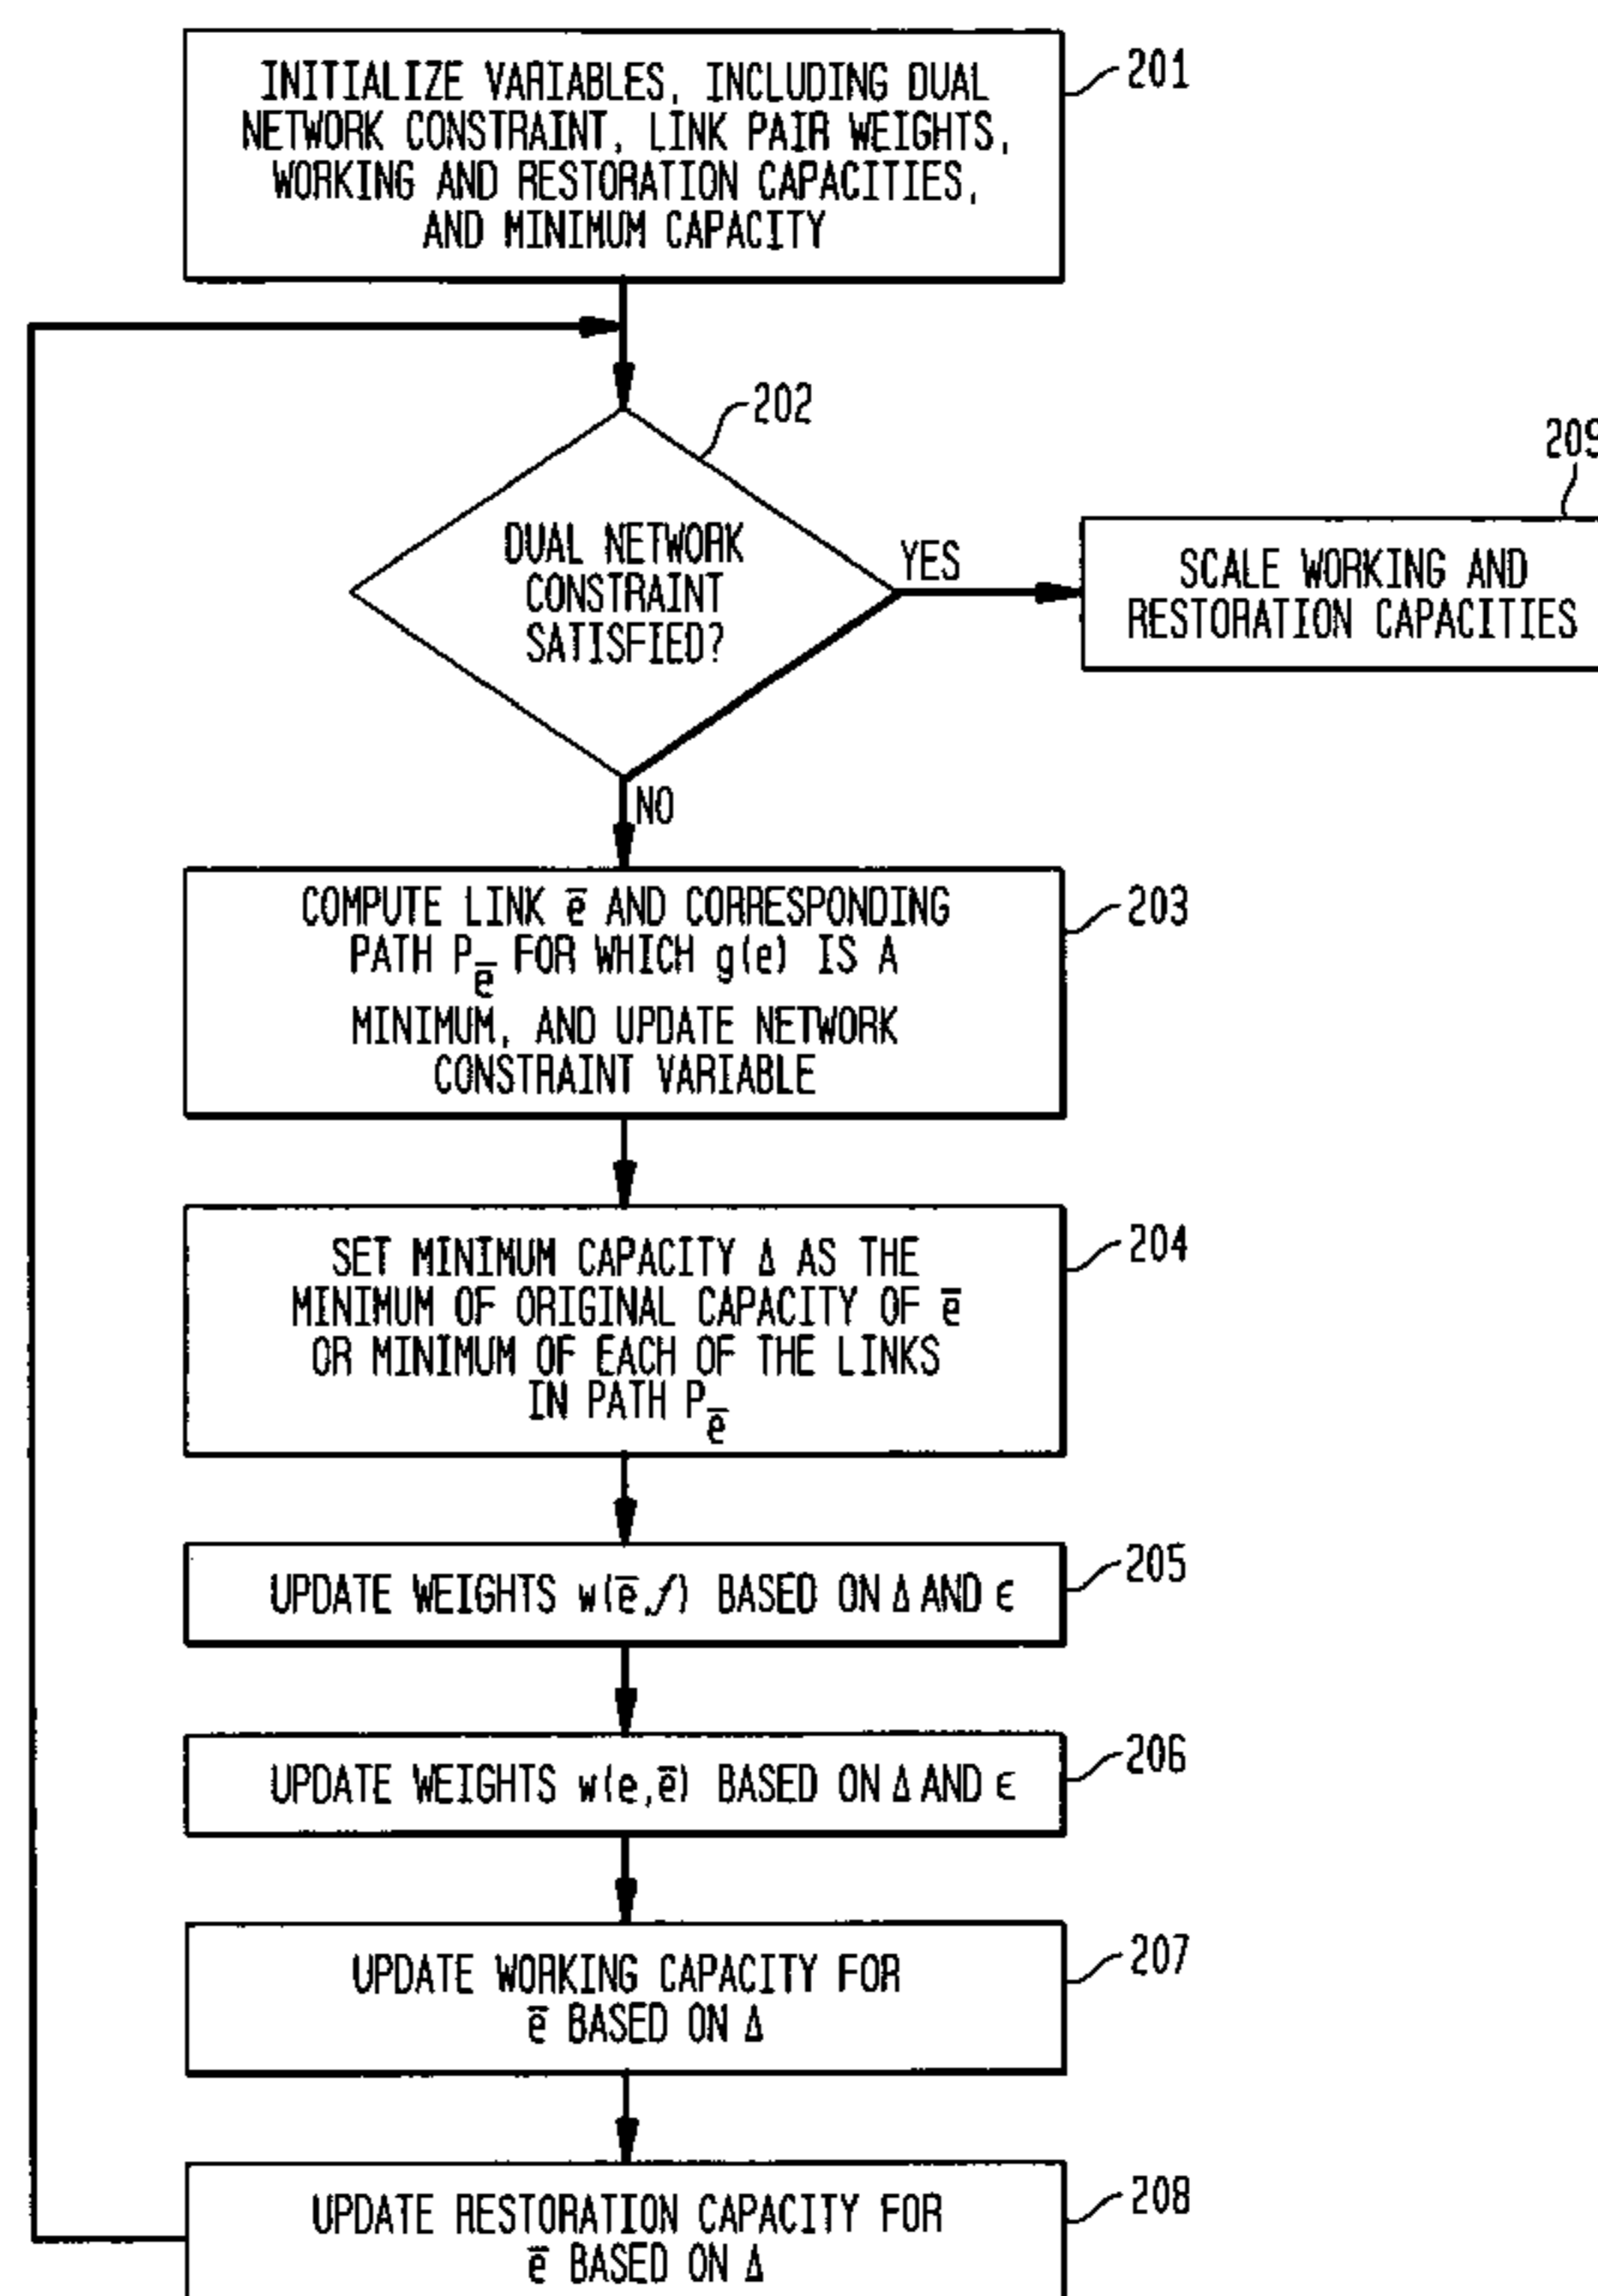 INITIALIZE VARIABLES, INCLUDING DUAL
NETWORK CONSTRAINT, LINK PAIR WEIGHTS,
WORKING AND RESTORATION CAPACITIES,
AND MINIMUM CAPACITY
201
202
DUAL NETWORK
CONSTRAINT
SATISFIED?
YES
209
SCALE WORKING AND
RESTORATION CAPACITIES
NO
COMPUTE LINK e̅ AND CORRESPONDING
PATH P_e̅ FOR WHICH g(e) IS A
MINIMUM, AND UPDATE NETWORK
CONSTRAINT VARIABLE
203
SET MINIMUM CAPACITY Δ AS THE
MINIMUM OF ORIGINAL CAPACITY OF e̅
OR MINIMUM OF EACH OF THE LINKS
IN PATH P_e̅
204
UPDATE WEIGHTS w(e̅,f) BASED ON Δ AND ϵ
205
UPDATE WEIGHTS w(e,e̅) BASED ON Δ AND ϵ
206
UPDATE WORKING CAPACITY FOR
e̅ BASED ON Δ
207
UPDATE RESTORATION CAPACITY FOR
e̅ BASED ON Δ
208